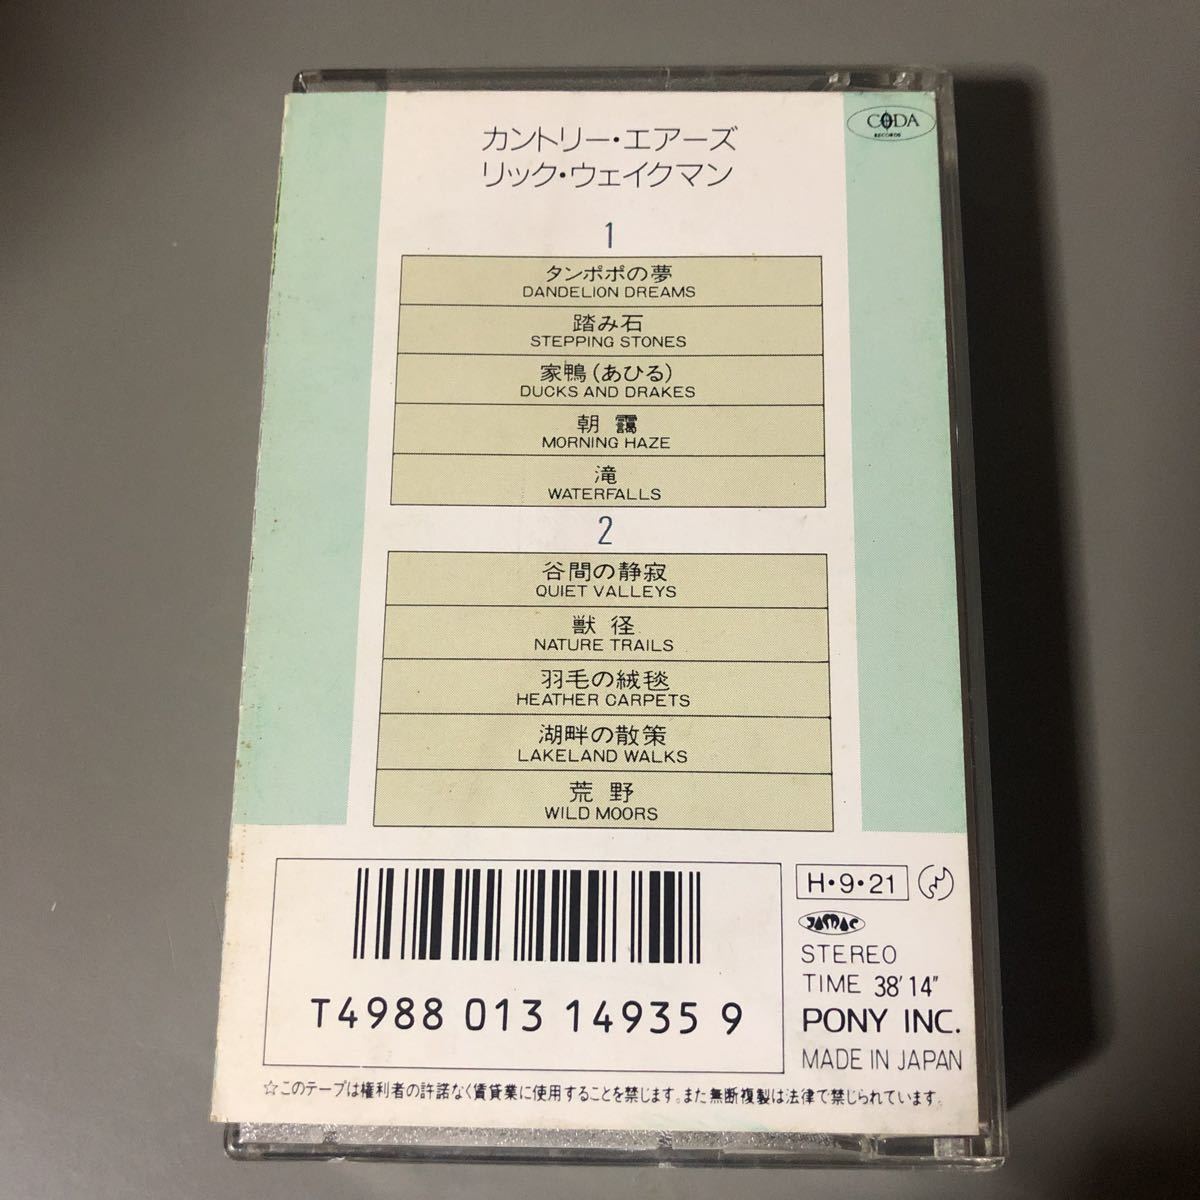 CODA
RECORDS
カントリー・エアーズ
リック・ウェイクマン
1
タンポポの夢
DANDELION DREAMS
踏み石
STEPPING STONES
家鴨(あひる)
DUCKS AND DRAKES
朝靄
MORNING HAZE
滝
WATERFALLS
2
谷間の静寂
QUIET VALLEYS
獣径
NATURE TRAILS
羽毛の絨毯
HEATHER CARPETS
湖畔の散策
LAKELAND WALKS
荒野
WILD MOORS
T4988 013 14935 9
H・9・21
JASRAC
STEREO
TIME 38'14"
PONY INC.
MADE IN JAPAN
☆このテープは権利者の許諾なく賃貸業に使用することを禁じます。また無断複製は法律で禁じられています。